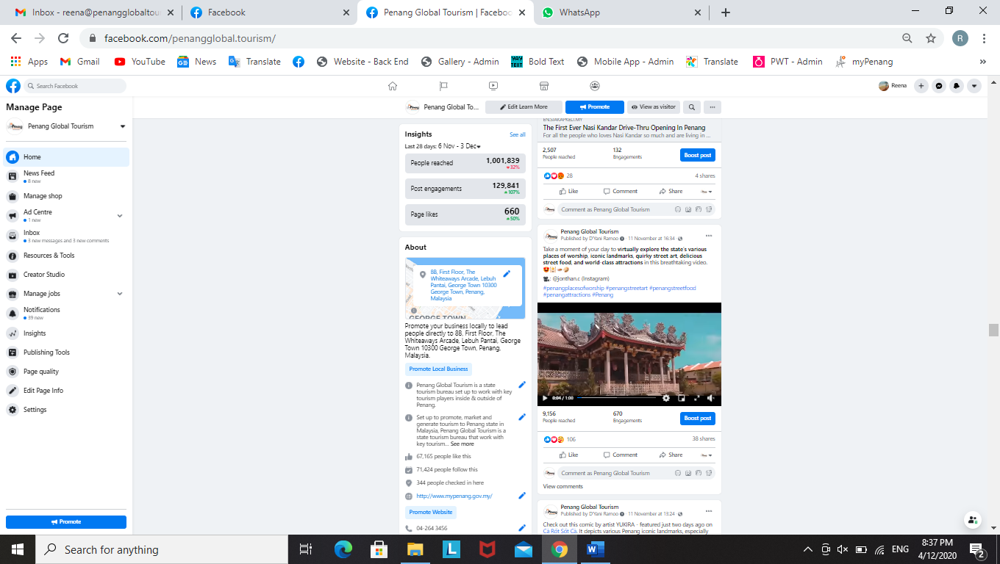 Inbox - reena@penangglobaltou
Facebook
Penang Global Tourism | Faceboo
WhatsApp
facebook.com/penangglobal.tourism/
R
Apps
Gmail
YouTube
News
Translate
Website - Back End
Gallery - Admin
YAY TEXT
Bold Text
Mobile App - Admin
Translate
PWT - Admin
myPenang
Search Facebook
Reena
Manage Page
Penang Global Tourism
Home
News Feed
8 new
Manage shop
Ad Centre
1 new
Inbox
3 new messages and 3 new comments
Resources & Tools
Creator Studio
Manage jobs
Notifications
39 new
Insights
Publishing Tools
Page quality
Edit Page Info
Settings
Promote
Penang Global To...
Edit Learn More
Promote
View as visitor
Insights
See all
Last 28 days: 6 Nov - 3 Dec
People reached
1,001,839
32%
Post engagements
129,841
107%
Page likes
660
50%
About
8B, First Floor, The
Whiteaways Arcade, Lebuh
Pantai, George Town 10300
George Town, Penang,
Malaysia
GEORGE TOWN
Promote your business locally to lead
people directly to 8B, First Floor, The
Whiteaways Arcade, Lebuh Pantai, George
Town 10300 George Town, Penang,
Malaysia.
Promote Local Business
Penang Global Tourism is a state
tourism bureau set up to work with key
tourism players inside & outside of
Penang.
Set up to promote, market and
generate tourism to Penang state in
Malaysia, Penang Global Tourism is a
state tourism bureau that work with
key tourism... See more
67,165 people like this
71,424 people follow this
344 people checked in here
http://www.mypenang.gov.my/
Promote Website
04-264 3456
EN.SIAKAPKELI.MY
The First Ever Nasi Kandar Drive-Thru Opening In Penang
For all the people who loves Nasi Kandar so much and are living in ...
2,507
People reached
132
Engagements
Boost post
28
4 shares
Like
Comment
Share
Comment as Penang Global Tourism
Penang Global Tourism
Published by D'Yani Ramoo · 11 November at 16:34 ·
Take a moment of your day to virtually explore the state's various
places of worship, iconic landmarks, quirky street art, delicious
street food, and world-class attractions in this breathtaking video.
: @jonthan.c (Instagram)
#penangplacesofworship #penangstreetart #penangstreetfood
#penangattractions #Penang
0:04 / 1:00
9,156
People reached
670
Engagements
Boost post
106
38 shares
Like
Comment
Share
Comment as Penang Global Tourism
View comments
Penang Global Tourism
Published by D'Yani Ramoo · 11 November at 13:24 ·
Check out this comic by artist YUKIRA - featured just two days ago on
Cà Rốt Sốt Cà. It depicts various Penang iconic landmarks, especially
Search for anything
L
W
ENG
8:37 PM
4/12/2020
2